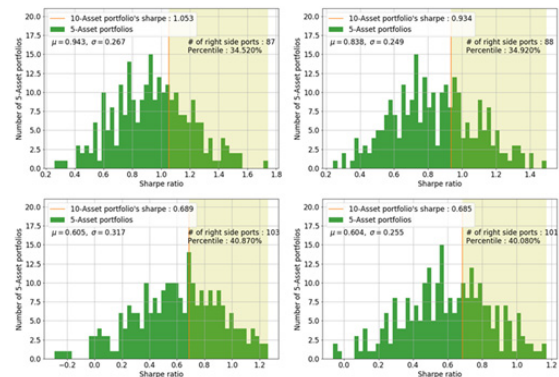 10-Asset portfolio's sharpe : 1.053
5-Asset portfolios
μ = 0.943, σ = 0.267
# of right side ports : 87
Percentile : 34.520%
Number of 5-Asset portfolios
20.0
17.5
15.0
12.5
10.0
7.5
5.0
2.5
0.0
0.2 0.4 0.6 0.8 1.0 1.2 1.4 1.6 1.8
Sharpe ratio
10-Asset portfolio's sharpe : 0.934
5-Asset portfolios
μ = 0.838, σ = 0.249
# of right side ports : 88
Percentile : 34.920%
Number of 5-Asset portfolios
20.0
17.5
15.0
12.5
10.0
7.5
5.0
2.5
0.0
0.2 0.4 0.6 0.8 1.0 1.2 1.4
Sharpe ratio
10-Asset portfolio's sharpe : 0.689
5-Asset portfolios
μ = 0.605, σ = 0.317
# of right side ports : 103
Percentile : 40.870%
Number of 5-Asset portfolios
20.0
17.5
15.0
12.5
10.0
7.5
5.0
2.5
0.0
−0.2 0.0 0.2 0.4 0.6 0.8 1.0 1.2
Sharpe ratio
10-Asset portfolio's sharpe : 0.685
5-Asset portfolios
μ = 0.604, σ = 0.255
# of right side ports : 101
Percentile : 40.080%
Number of 5-Asset portfolios
20.0
17.5
15.0
12.5
10.0
7.5
5.0
2.5
0.0
0.0 0.2 0.4 0.6 0.8 1.0 1.2
Sharpe ratio